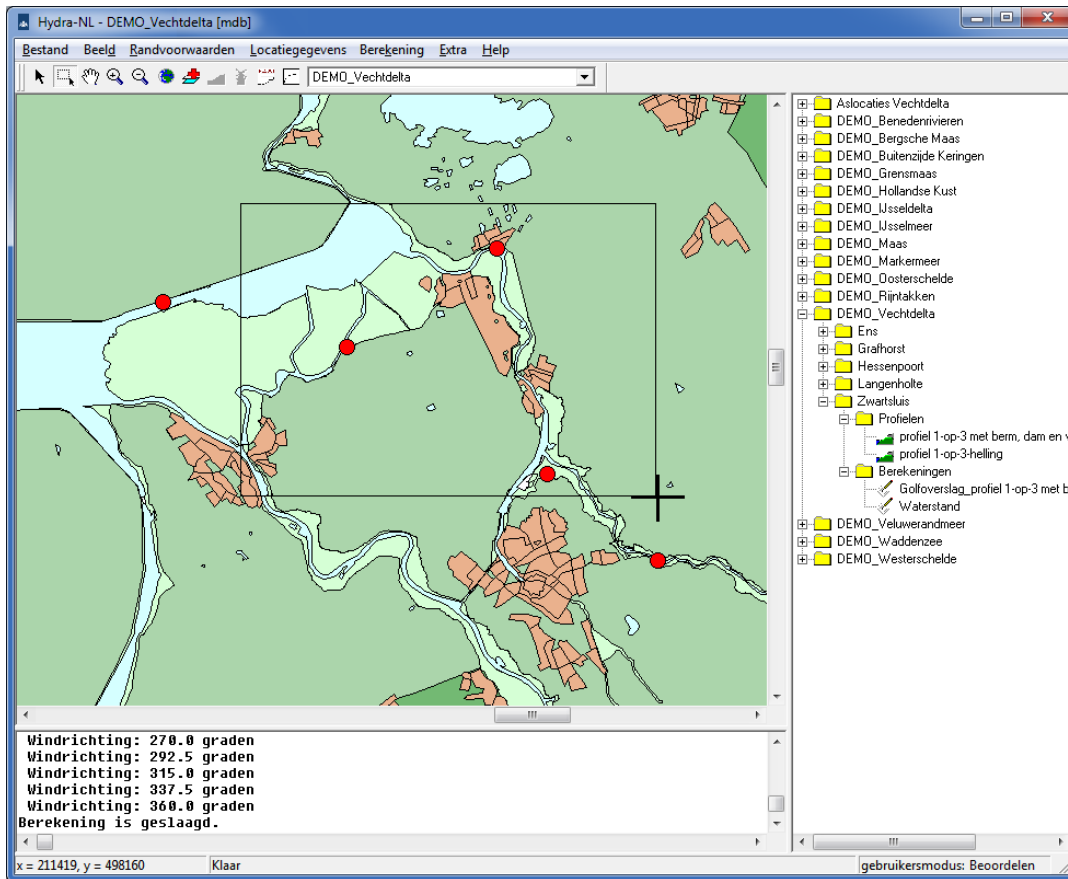 Hydra-NL - DEMO_Vechtdelta [mdb]
Bestand Beeld Randvoorwaarden Locatiegegevens Berekening Extra Help
DEMO_Vechtdelta
Aslocaties Vechtdelta
DEMO_Benedenrivieren
DEMO_Bergsche Maas
DEMO_Buitenzijde Keringen
DEMO_Grensmaas
DEMO_Hollandse Kust
DEMO_IJsseldelta
DEMO_IJsselmeer
DEMO_Maas
DEMO_Markermeer
DEMO_Oosterschelde
DEMO_Rijntakken
DEMO_Vechtdelta
Ens
Grafhorst
Hessenpoort
Langenholte
Zwartsluis
Profielen
profiel 1-op-3 met berm, dam en v
profiel 1-op-3-helling
Berekeningen
Golfoverslag_profiel 1-op-3 met b
Waterstand
DEMO_Veluwerandmeer
DEMO_Waddenzee
DEMO_Westerschelde
Windrichting: 270.0 graden
Windrichting: 292.5 graden
Windrichting: 315.0 graden
Windrichting: 337.5 graden
Windrichting: 360.0 graden
Berekening is geslaagd.
x = 211419, y = 498160 Klaar gebruikersmodus: Beoordelen